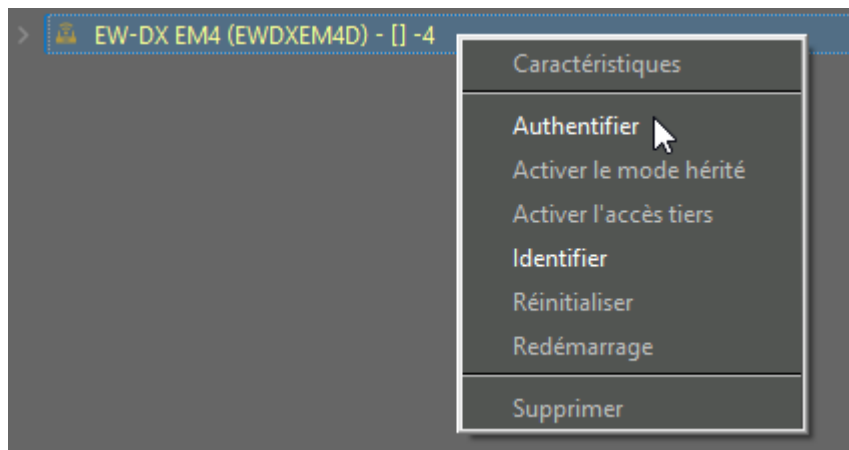 EW-DX EM4 (EWDXEM4D) - [] -4
Caractéristiques
Authentifier
Activer le mode hérité
Activer l'accès tiers
Identifier
Réinitialiser
Redémarrage
Supprimer